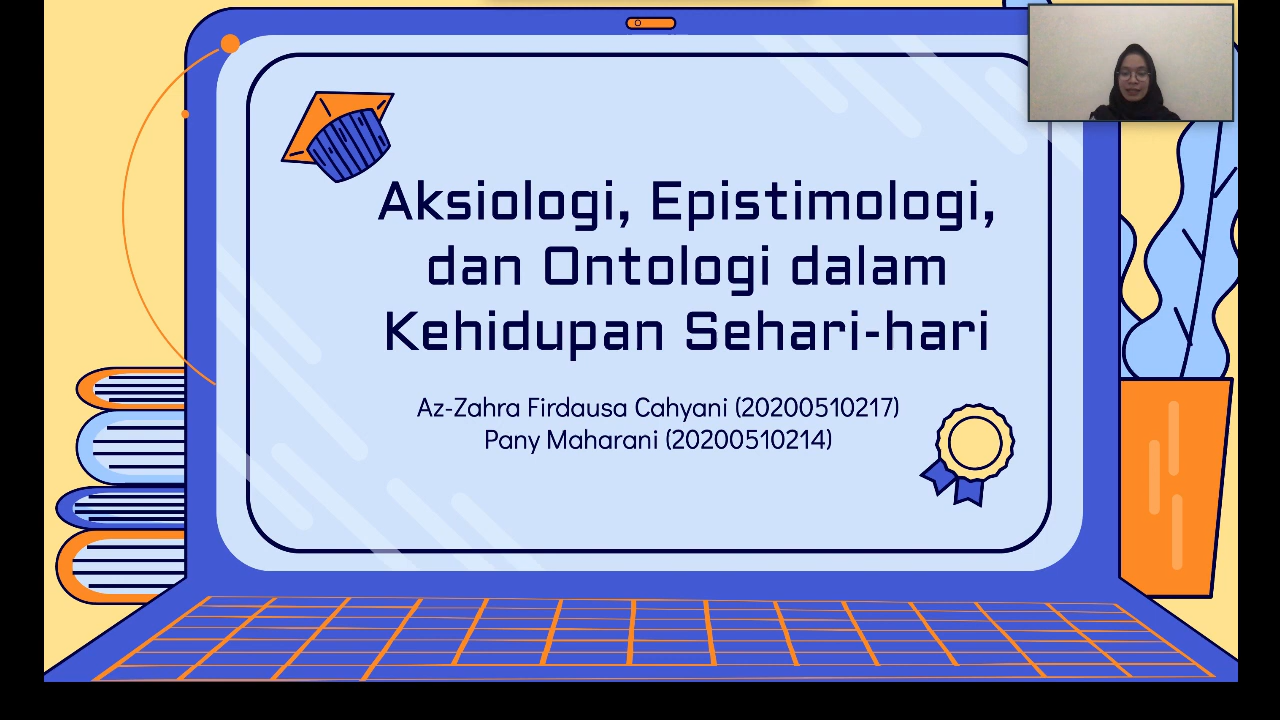 Aksiologi, Epistimologi,
dan Ontologi dalam
Kehidupan Sehari-hari
Az-Zahra Firdausa Cahyani (20200510217)
Pany Maharani (20200510214)